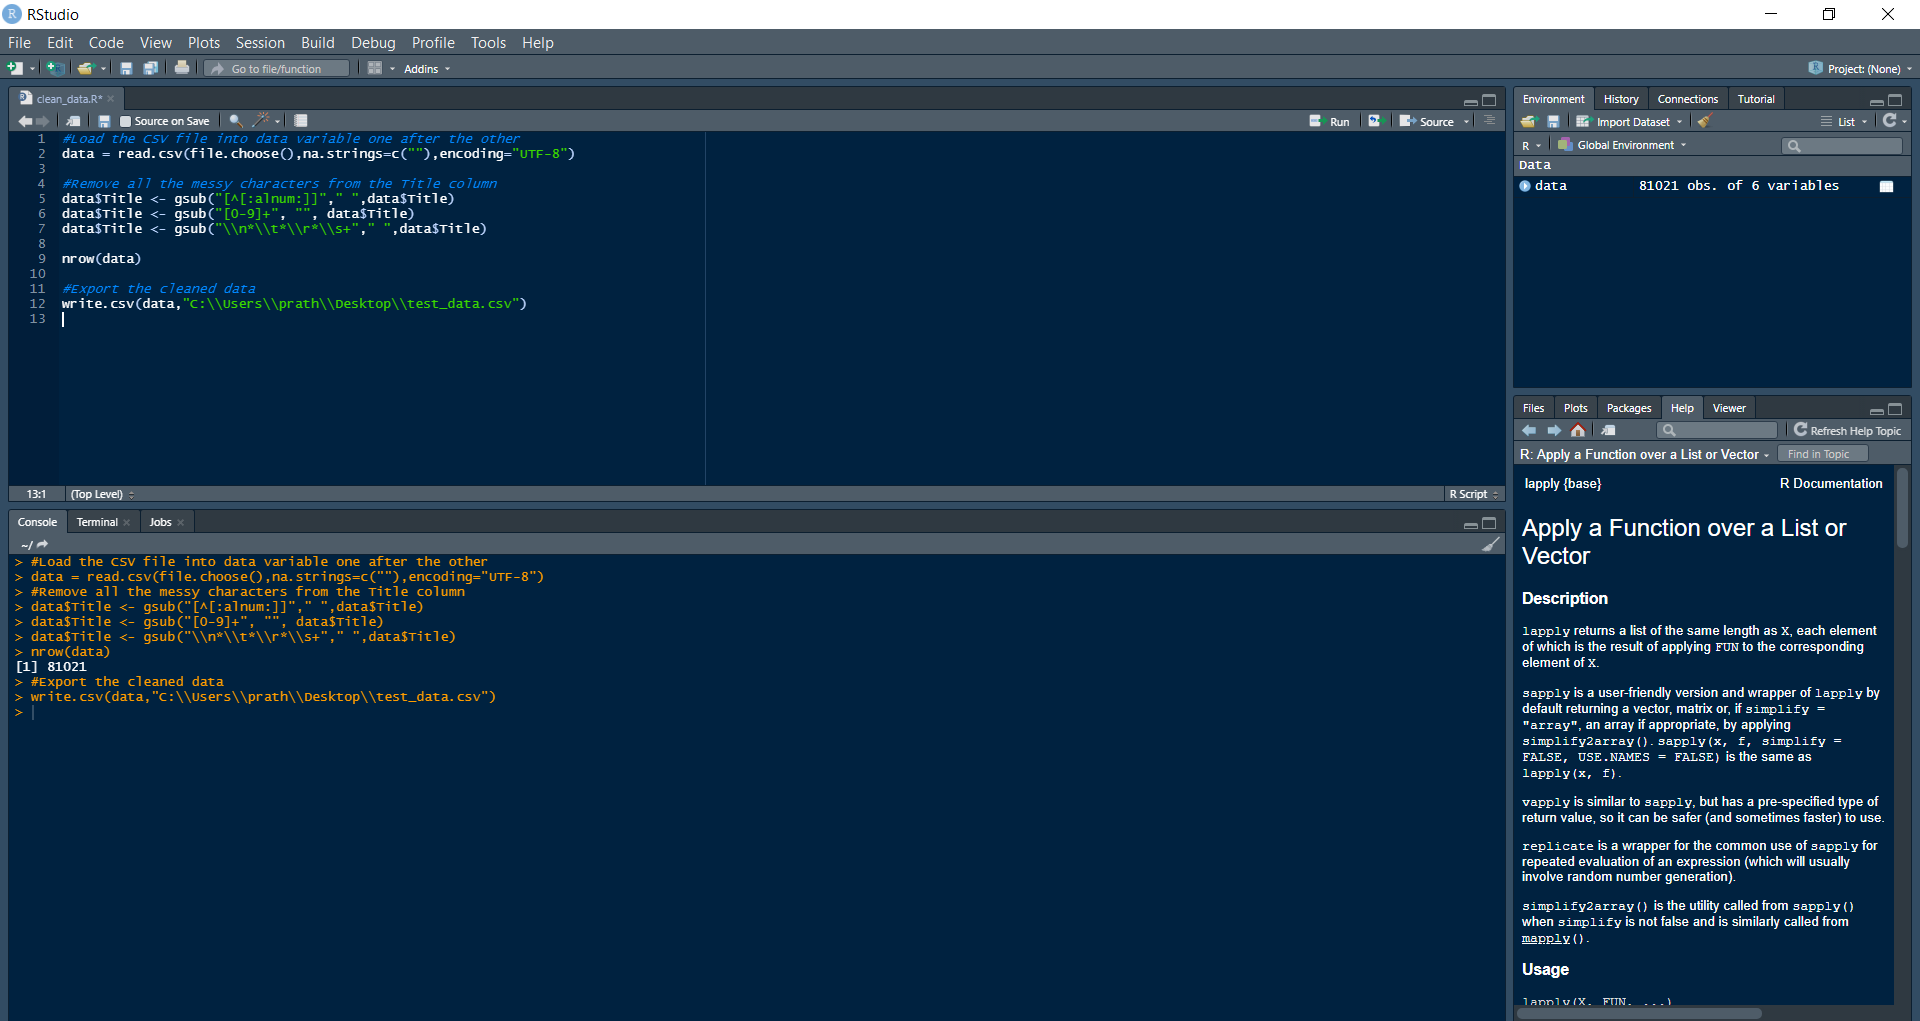 RStudio
File Edit Code View Plots Session Build Debug Profile Tools Help
Go to file/function Addins Project: (None)
clean_data.R*
Source on Save Run Source
1 #Load the CSV file into data variable one after the other
2 data = read.csv(file.choose(),na.strings=c(""),encoding="UTF-8")
3
4 #Remove all the messy characters from the Title column
5 data$Title <- gsub("[^[:alnum:]]"," ",data$Title)
6 data$Title <- gsub("[0-9]+", "", data$Title)
7 data$Title <- gsub("\\n*\\t*\\r*\\s+"," ",data$Title)
8
9 nrow(data)
10
11 #Export the cleaned data
12 write.csv(data,"C:\\Users\\prath\\Desktop\\test_data.csv")
13
13:1 (Top Level) R Script
Console Terminal Jobs
~/
> #Load the CSV file into data variable one after the other
> data = read.csv(file.choose(),na.strings=c(""),encoding="UTF-8")
> #Remove all the messy characters from the Title column
> data$Title <- gsub("[^[:alnum:]]"," ",data$Title)
> data$Title <- gsub("[0-9]+", "", data$Title)
> data$Title <- gsub("\\n*\\t*\\r*\\s+"," ",data$Title)
> nrow(data)
[1] 81021
> #Export the cleaned data
> write.csv(data,"C:\\Users\\prath\\Desktop\\test_data.csv")
>
Environment History Connections Tutorial
Import Dataset List
R Global Environment
Data
data 81021 obs. of 6 variables
Files Plots Packages Help Viewer
Refresh Help Topic
R: Apply a Function over a List or Vector Find in Topic
lapply {base} R Documentation
Apply a Function over a List or
Vector
Description
lapply returns a list of the same length as X, each element
of which is the result of applying FUN to the corresponding
element of X.
sapply is a user-friendly version and wrapper of lapply by
default returning a vector, matrix or, if simplify =
"array", an array if appropriate, by applying
simplify2array(). sapply(x, f, simplify =
FALSE, USE.NAMES = FALSE) is the same as
lapply(x, f).
vapply is similar to sapply, but has a pre-specified type of
return value, so it can be safer (and sometimes faster) to use.
replicate is a wrapper for the common use of sapply for
repeated evaluation of an expression (which will usually
involve random number generation).
simplify2array() is the utility called from sapply()
when simplify is not false and is similarly called from
mapply().
Usage
lapply(X, FUN, ...)